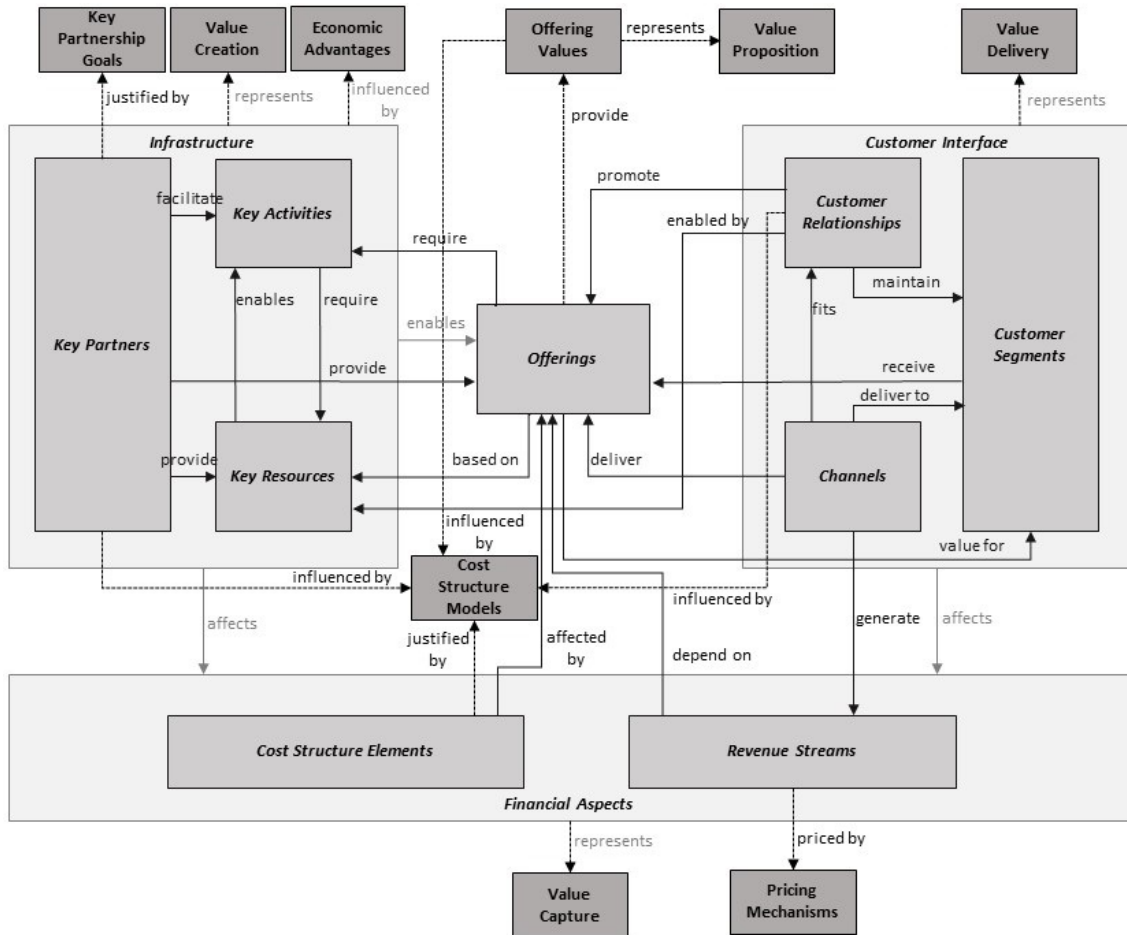 Key
Partnership
Goals
Value
Creation
Economic
Advantages
Offering
Values
represents
Value
Proposition
Value
Delivery
justified by
represents
influenced
by
provide
represents
Infrastructure
Customer Interface
facilitate
Key Activities
promote
Customer
Relationships
enabled by
require
maintain
enables
require
fits
Key Partners
enables
Offerings
Customer
Segments
provide
receive
deliver to
provide
Key Resources
based on
deliver
Channels
influenced
by
value for
influenced by
Cost
Structure
Models
influenced by
affects
justified
by
affected
by
generate
affects
depend on
Cost Structure Elements
Revenue Streams
Financial Aspects
represents
priced by
Value
Capture
Pricing
Mechanisms